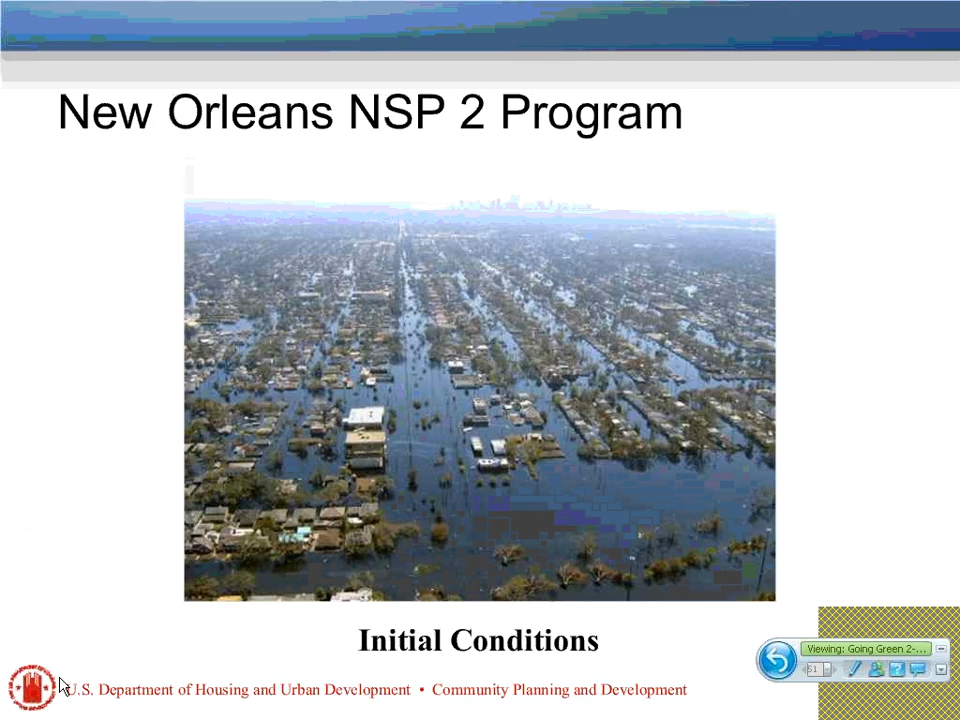 New Orleans NSP 2 Program
Initial Conditions
Viewing: Going Green 2-...
51
U.S. Department of Housing and Urban Development • Community Planning and Development